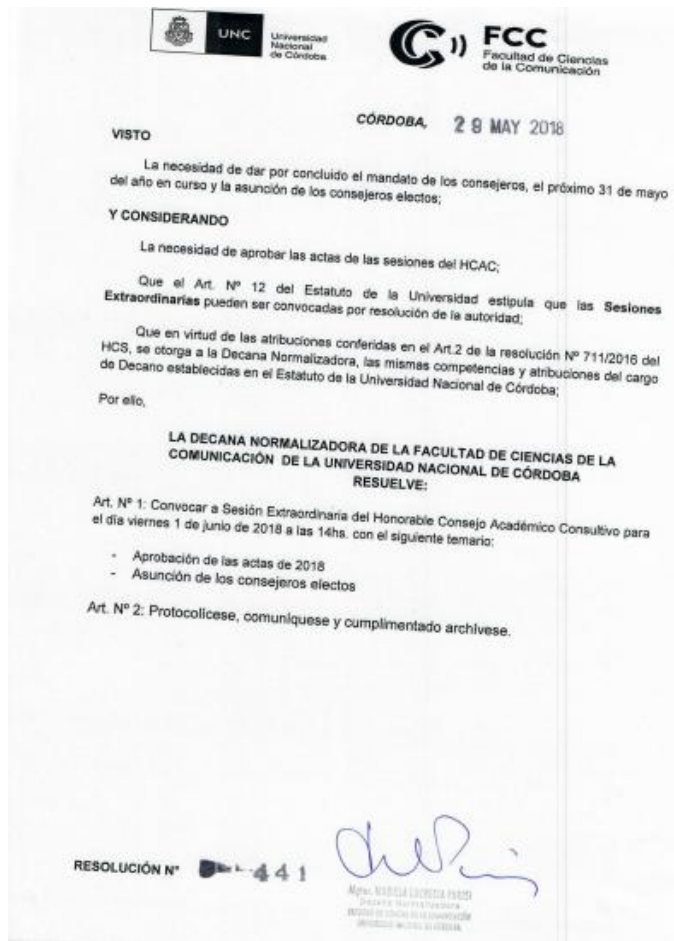 UNC
Universidad
Nacional
de Córdoba
FCC
Facultad de Ciencias
de la Comunicación
CÓRDOBA, 29 MAY 2018
VISTO
La necesidad de dar por concluido el mandato de los consejeros, el próximo 31 de mayo
del año en curso y la asunción de los consejeros electos;
Y CONSIDERANDO
La necesidad de aprobar las actas de las sesiones del HCAC;
Que el Art. Nº 12 del Estatuto de la Universidad estipula que las Sesiones
Extraordinarias pueden ser convocadas por resolución de la autoridad;
Que en virtud de las atribuciones conferidas en el Art.2 de la resolución Nº 711/2016 del
HCS, se otorga a la Decana Normalizadora, las mismas competencias y atribuciones del cargo
de Decano establecidas en el Estatuto de la Universidad Nacional de Córdoba;
Por ello,
LA DECANA NORMALIZADORA DE LA FACULTAD DE CIENCIAS DE LA
COMUNICACIÓN DE LA UNIVERSIDAD NACIONAL DE CÓRDOBA
RESUELVE:
Art. Nº 1: Convocar a Sesión Extraordinaria del Honorable Consejo Académico Consultivo para
el día viernes 1 de junio de 2018 a las 14hs. con el siguiente temario:
- Aprobación de las actas de 2018
- Asunción de los consejeros electos
Art. Nº 2: Protocolícese, comuníquese y cumplimentado archívese.
RESOLUCIÓN Nº 441
Decana Normalizadora